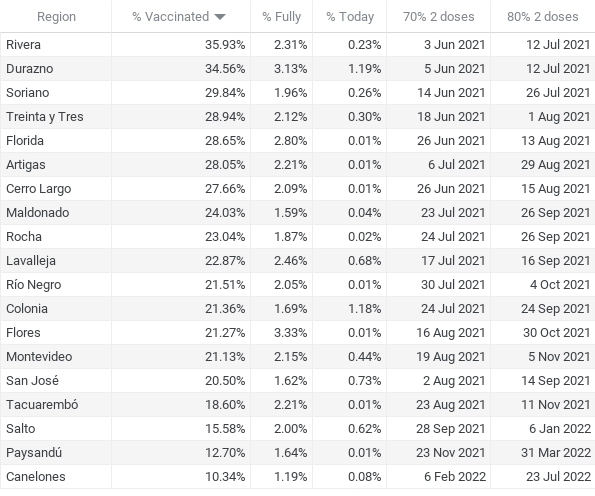 Region % Vaccinated % Fully % Today 70% 2 doses 80% 2 doses
Rivera 35.93% 2.31% 0.23% 3 Jun 2021 12 Jul 2021
Durazno 34.56% 3.13% 1.19% 5 Jun 2021 12 Jul 2021
Soriano 29.84% 1.96% 0.26% 14 Jun 2021 26 Jul 2021
Treinta y Tres 28.94% 2.12% 0.30% 18 Jun 2021 1 Aug 2021
Florida 28.65% 2.80% 0.01% 26 Jun 2021 13 Aug 2021
Artigas 28.05% 2.21% 0.01% 6 Jul 2021 29 Aug 2021
Cerro Largo 27.66% 2.09% 0.01% 26 Jun 2021 15 Aug 2021
Maldonado 24.03% 1.59% 0.04% 23 Jul 2021 26 Sep 2021
Rocha 23.04% 1.87% 0.02% 24 Jul 2021 26 Sep 2021
Lavalleja 22.87% 2.46% 0.68% 17 Jul 2021 16 Sep 2021
Río Negro 21.51% 2.05% 0.01% 30 Jul 2021 4 Oct 2021
Colonia 21.36% 1.69% 1.18% 24 Jul 2021 24 Sep 2021
Flores 21.27% 3.33% 0.01% 16 Aug 2021 30 Oct 2021
Montevideo 21.13% 2.15% 0.44% 19 Aug 2021 5 Nov 2021
San José 20.50% 1.62% 0.73% 2 Aug 2021 14 Sep 2021
Tacuarembó 18.60% 2.21% 0.01% 23 Aug 2021 11 Nov 2021
Salto 15.58% 2.00% 0.62% 28 Sep 2021 6 Jan 2022
Paysandú 12.70% 1.64% 0.01% 23 Nov 2021 31 Mar 2022
Canelones 10.34% 1.19% 0.08% 6 Feb 2022 23 Jul 2022